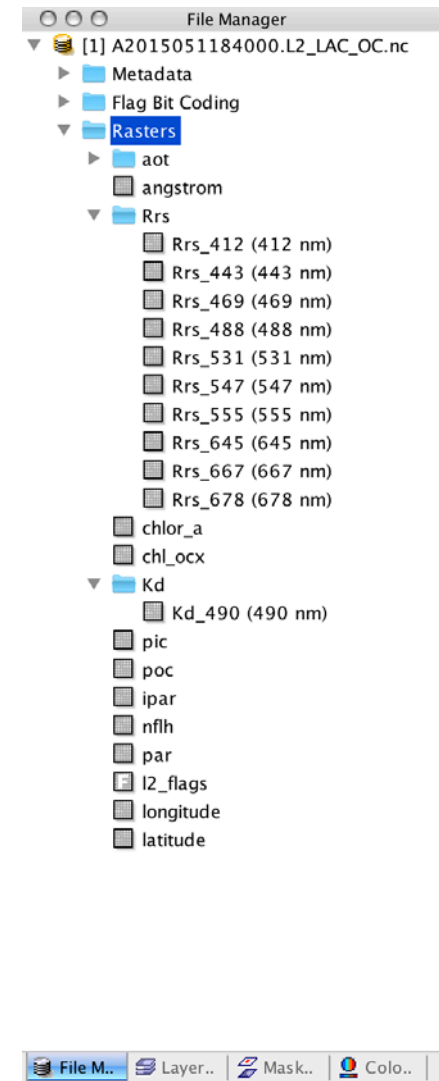 File Manager
[1] A2015051184000.L2_LAC_OC.nc
Metadata
Flag Bit Coding
Rasters
aot
angstrom
Rrs
Rrs_412 (412 nm)
Rrs_443 (443 nm)
Rrs_469 (469 nm)
Rrs_488 (488 nm)
Rrs_531 (531 nm)
Rrs_547 (547 nm)
Rrs_555 (555 nm)
Rrs_645 (645 nm)
Rrs_667 (667 nm)
Rrs_678 (678 nm)
chlor_a
chl_ocx
Kd
Kd_490 (490 nm)
pic
poc
ipar
nflh
par
l2_flags
longitude
latitude
File M.. Layer.. Mask.. Colo..